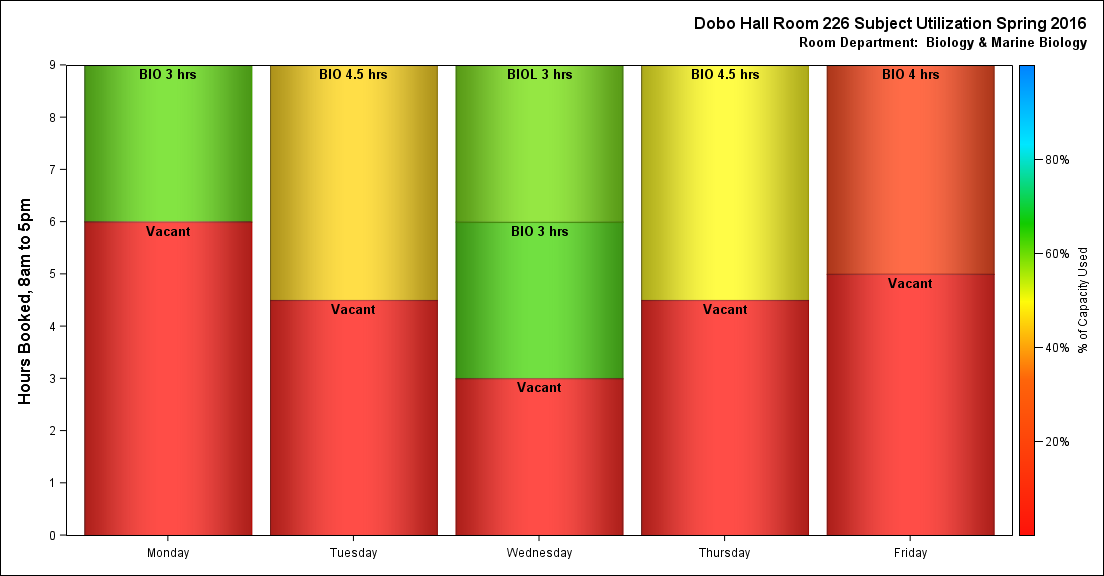 Dobo Hall Room 226 Subject Utilization Spring 2016
Room Department:  Biology & Marine Biology
Hours Booked, 8am to 5pm
9
8
7
6
5
4
3
2
1
0
BIO 3 hrs
Vacant
BIO 4.5 hrs
Vacant
BIOL 3 hrs
BIO 3 hrs
Vacant
BIO 4.5 hrs
Vacant
BIO 4 hrs
Vacant
Monday
Tuesday
Wednesday
Thursday
Friday
80%
60%
40%
20%
% of Capacity Used